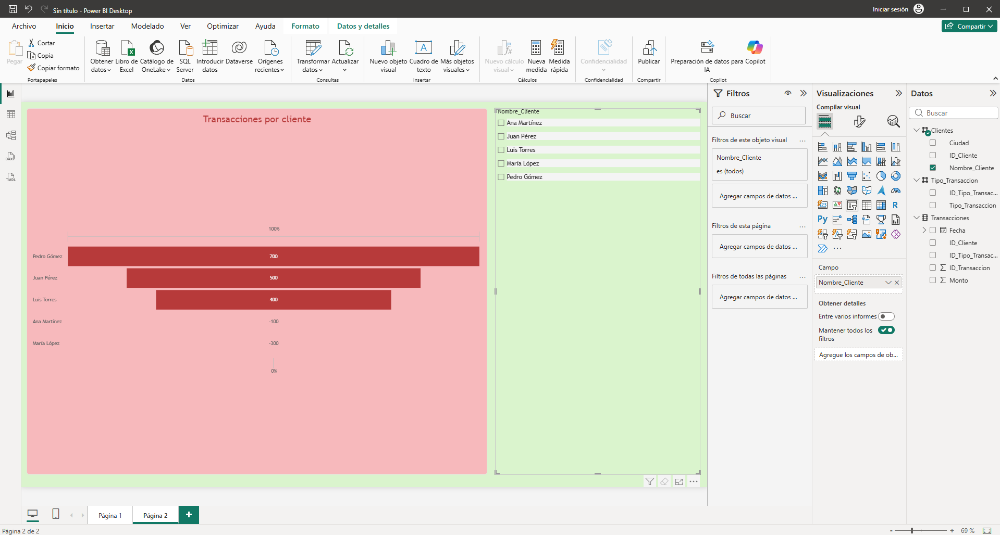 Sin título - Power BI Desktop
Iniciar sesión
Archivo
Inicio
Insertar
Modelado
Ver
Optimizar
Ayuda
Formato
Datos y detalles
Compartir
Pegar
Cortar
Copia
Copiar formato
Portapapeles
Obtener datos
Libro de Excel
Catálogo de OneLake
SQL Server
Introducir datos
Dataverse
Orígenes recientes
Datos
Transformar datos
Actualizar
Consultas
Nuevo objeto visual
Cuadro de texto
Más objetos visuales
Insertar
Nuevo cálculo visual
Nueva medida
Medida rápida
Cálculos
Confidencialidad
Confidencialidad
Publicar
Compartir
Preparación de datos para IA
Copilot
Copilot
Transacciones por cliente
100%
Pedro Gómez
700
Juan Pérez
500
Luis Torres
400
Ana Martínez
-100
María López
-300
0%
Nombre_Cliente
Ana Martínez
Juan Pérez
Luis Torres
María López
Pedro Gómez
Filtros
Buscar
Filtros de este objeto visual
...
Nombre_Cliente
es (todos)
Agregar campos de datos ...
Filtros de esta página
...
Agregar campos de datos ...
Filtros de todas las páginas
...
Agregar campos de datos ...
Visualizaciones
Compilar visual
123
R
Py
...
Campo
Nombre_Cliente
Obtener detalles
Entre varios informes
Mantener todos los
filtros
Agregue los campos de ob...
Datos
Buscar
Clientes
Ciudad
ID_Cliente
Nombre_Cliente
Tipo_Transaccion
ID_Tipo_Transac...
Tipo_Transaccion
Transacciones
Fecha
ID_Cliente
ID_Tipo_Transac...
∑ ID_Transaccion
∑ Monto
DAX
TMDL
Página 1
Página 2
+
Página 2 de 2
- + 69 %